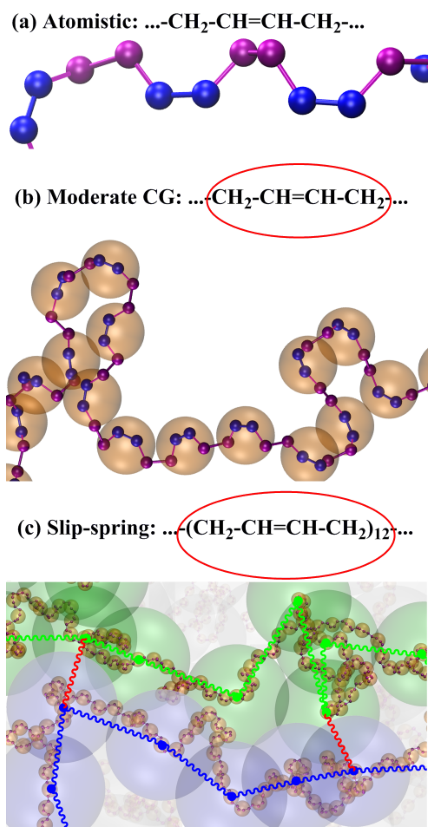 (a) Atomistic: ...-CH₂-CH=CH-CH₂-...
(b) Moderate CG: ...-CH₂-CH=CH-CH₂-...
(c) Slip-spring: ...-(CH₂-CH=CH-CH₂)₁₂-...